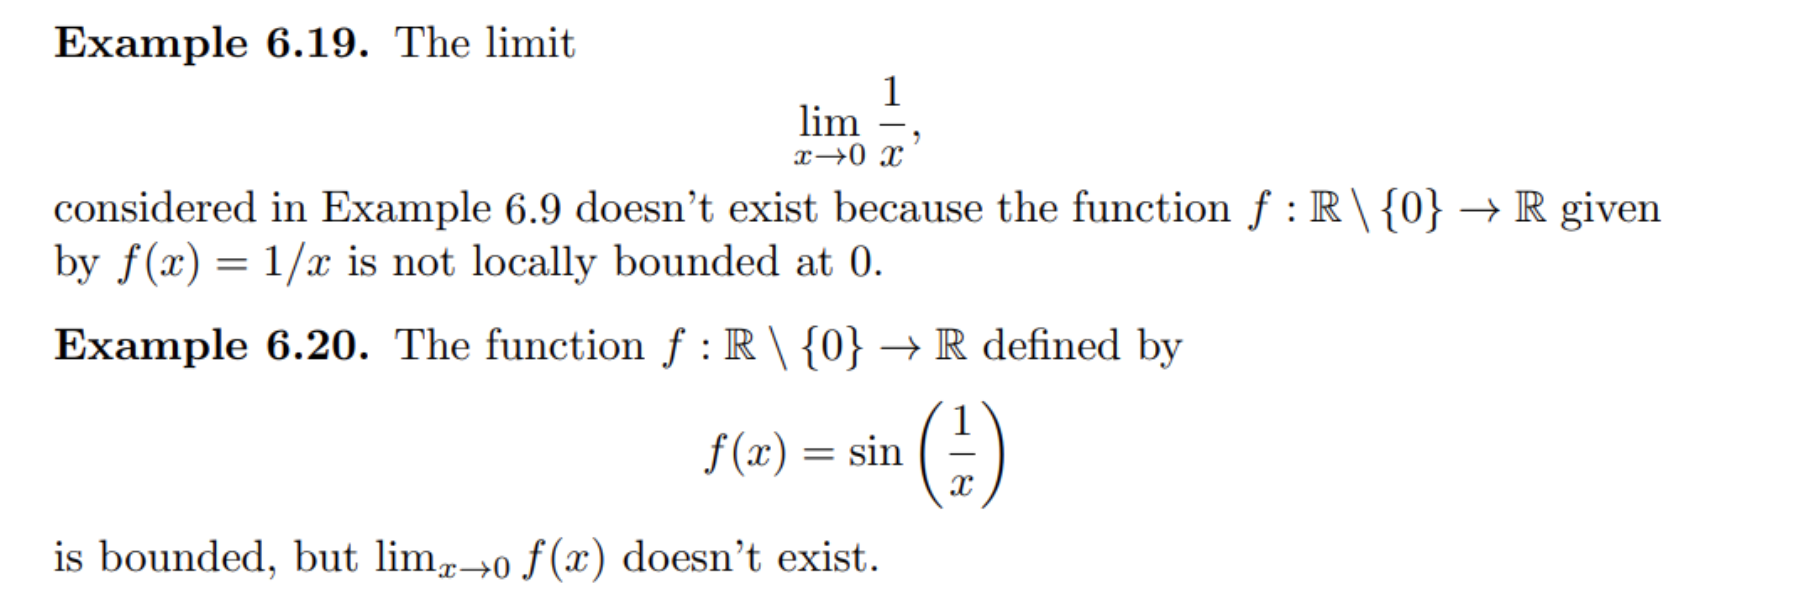 Example 6.19. The limit
lim_{x→0} 1/x,
considered in Example 6.9 doesn't exist because the function f : ℝ \ {0} → ℝ given
by f(x) = 1/x is not locally bounded at 0.
Example 6.20. The function f : ℝ \ {0} → ℝ defined by
f(x) = sin (1/x)
is bounded, but lim_{x→0} f(x) doesn't exist.